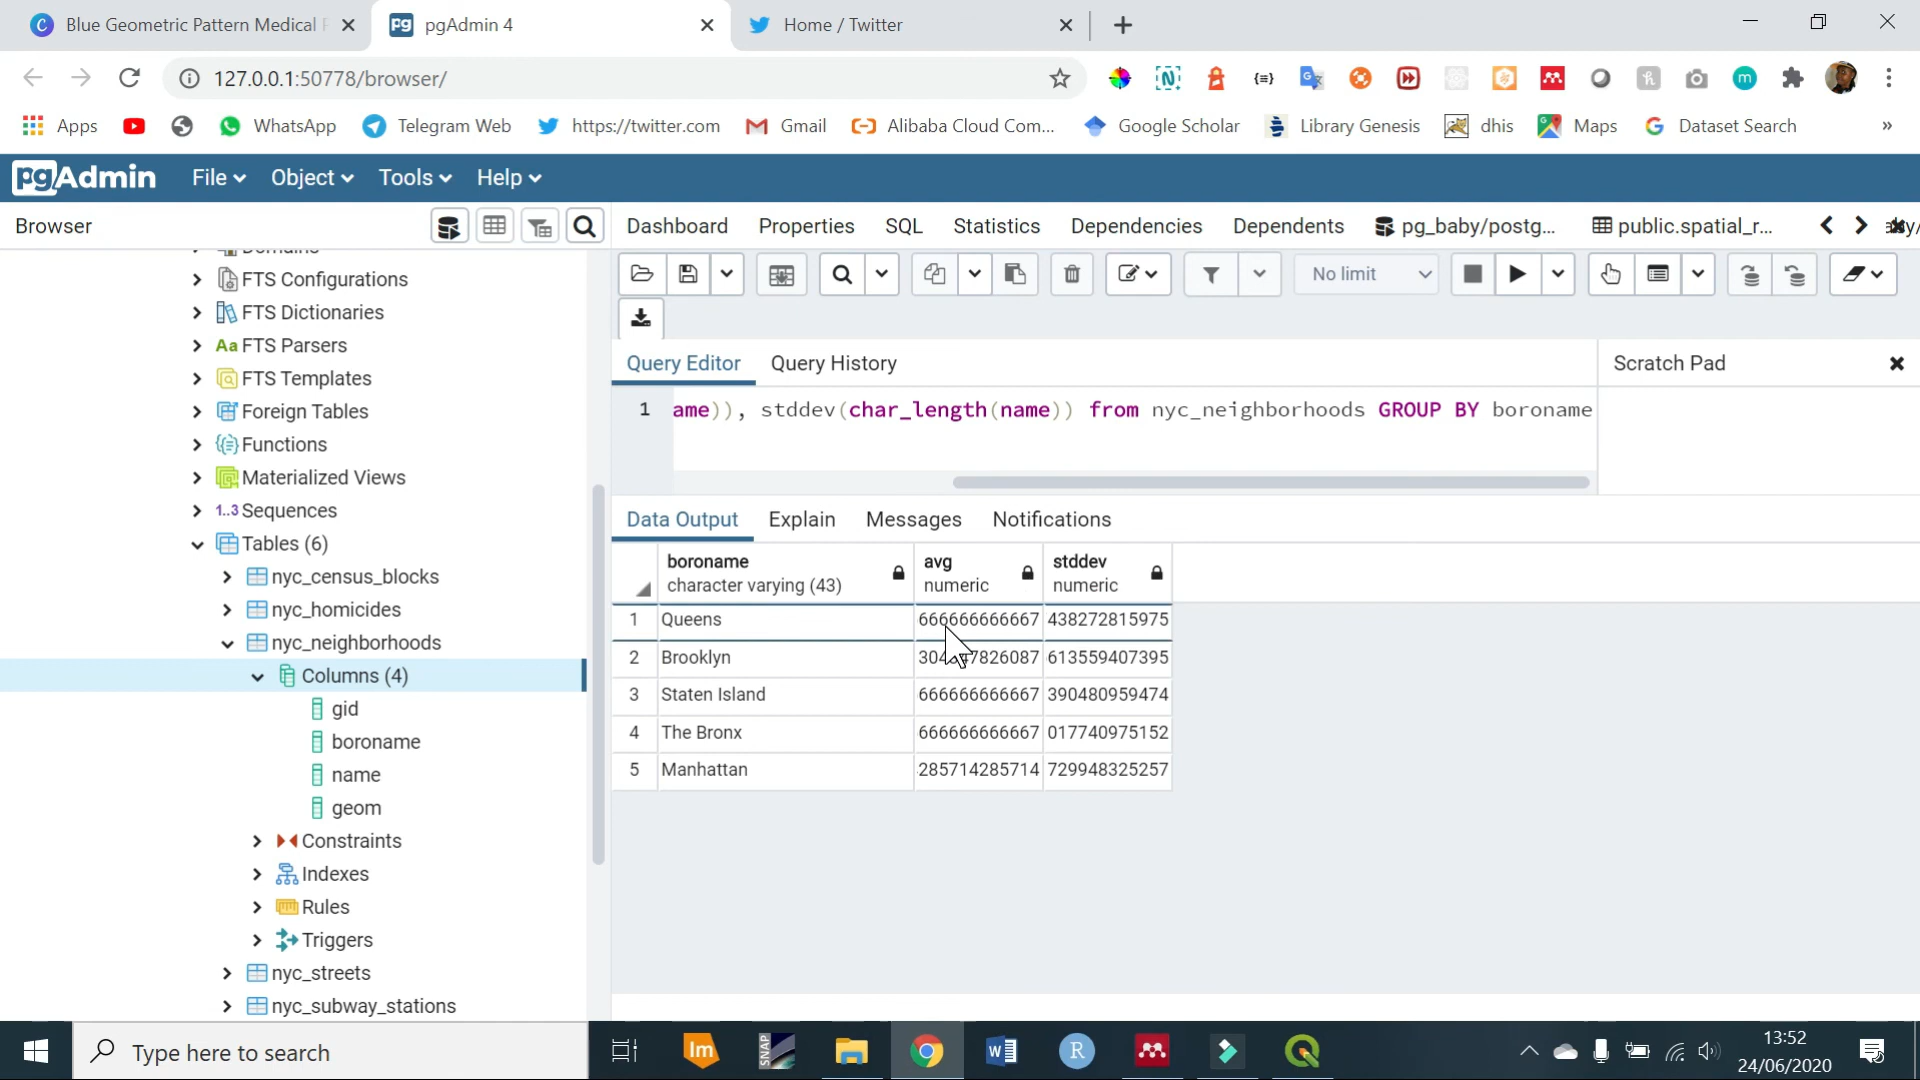 Blue Geometric Pattern Medical
pgAdmin 4
Home / Twitter
127.0.0.1:50778/browser/
Apps
WhatsApp
Telegram Web
https://twitter.com
Gmail
Alibaba Cloud Com...
Google Scholar
Library Genesis
dhis
Maps
Dataset Search
»
pgAdmin
File
Object
Tools
Help
Browser
Dashboard
Properties
SQL
Statistics
Dependencies
Dependents
pg_baby/postg...
public.spatial_r...
No limit
FTS Configurations
FTS Dictionaries
Aa FTS Parsers
FTS Templates
Foreign Tables
Functions
Materialized Views
1..3 Sequences
Tables (6)
nyc_census_blocks
nyc_homicides
nyc_neighborhoods
Columns (4)
gid
boroname
name
geom
Constraints
Indexes
Rules
Triggers
nyc_streets
nyc_subway_stations
Query Editor
Query History
Scratch Pad
1
ame)), stddev(char_length(name)) from nyc_neighborhoods GROUP BY boroname
Data Output
Explain
Messages
Notifications
boroname
character varying (43)
avg
numeric
stddev
numeric
1 Queens 666666666667 438272815975
2 Brooklyn 7826087 613559407395
3 Staten Island 666666666667 390480959474
4 The Bronx 666666666667 017740975152
5 Manhattan 285714285714 729948325257
Type here to search
lm
SNAP
W
R
13:52
24/06/2020